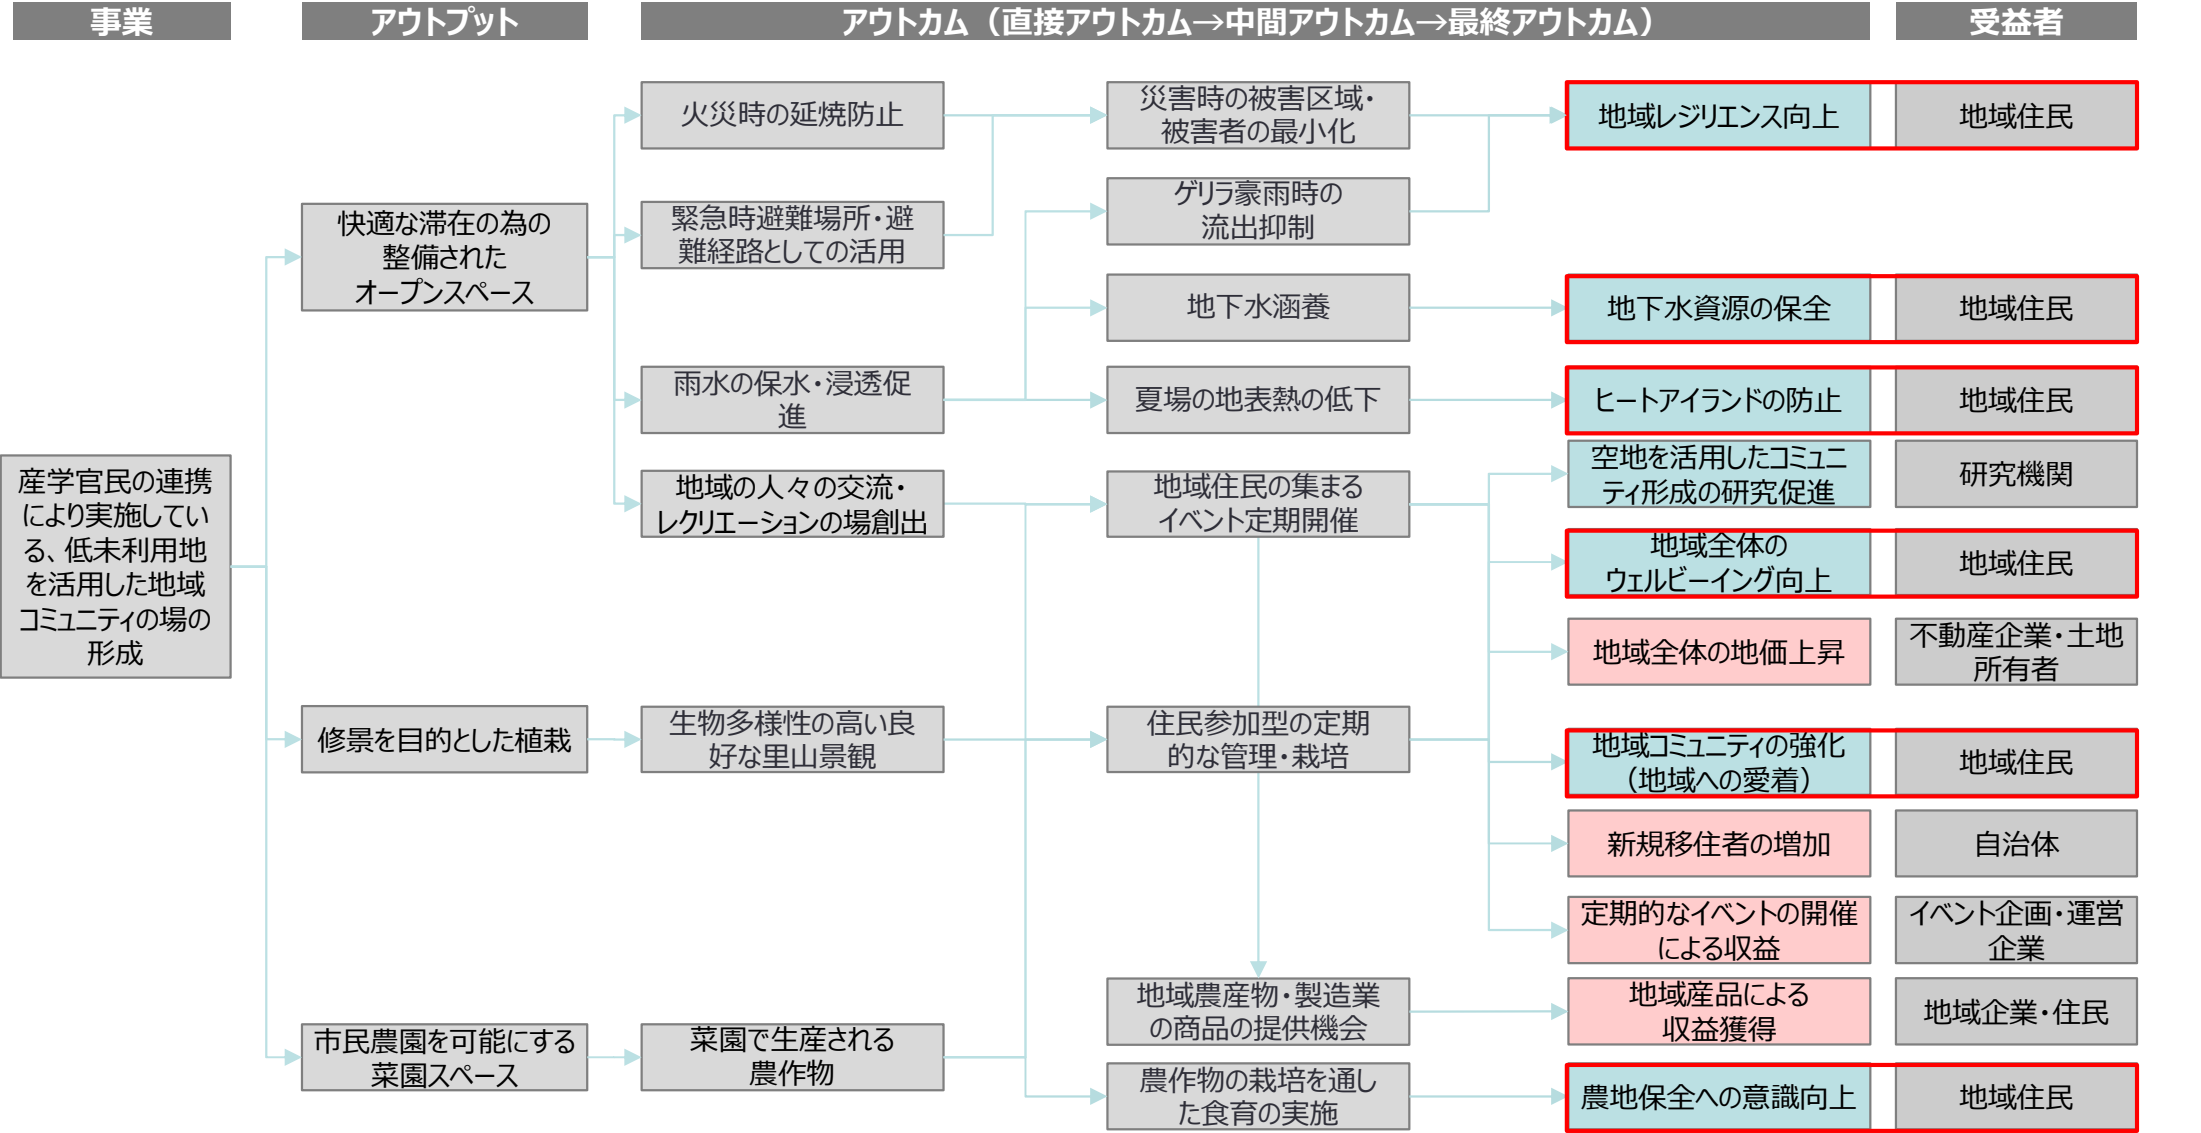 事業
アウトプット
アウトカム（直接アウトカム→中間アウトカム→最終アウトカム）
受益者
産学官民の連携
により実施してい
る、低未利用地
を活用した地域
コミュニティの場の
形成
快適な滞在の為の
整備された
オープンスペース
修景を目的とした植栽
市民農園を可能にする
菜園スペース
火災時の延焼防止
緊急時避難場所・避
難経路としての活用
雨水の保水・浸透促
進
地域の人々の交流・
レクリエーションの場創出
生物多様性の高い良
好な里山景観
菜園で生産される
農作物
災害時の被害区域・
被害者の最小化
ゲリラ豪雨時の
流出抑制
地下水涵養
夏場の地表熱の低下
地域住民の集まる
イベント定期開催
住民参加型の定期
的な管理・栽培
地域農産物・製造業
の商品の提供機会
農作物の栽培を通し
た食育の実施
地域レジリエンス向上
地域住民
地下水資源の保全
地域住民
ヒートアイランドの防止
地域住民
空地を活用したコミュニ
ティ形成の研究促進
研究機関
地域全体の
ウェルビーイング向上
地域住民
地域全体の地価上昇
不動産企業・土地
所有者
地域コミュニティの強化
（地域への愛着）
地域住民
新規移住者の増加
自治体
定期的なイベントの開催
による収益
イベント企画・運営
企業
地域産品による
収益獲得
地域企業・住民
農地保全への意識向上
地域住民